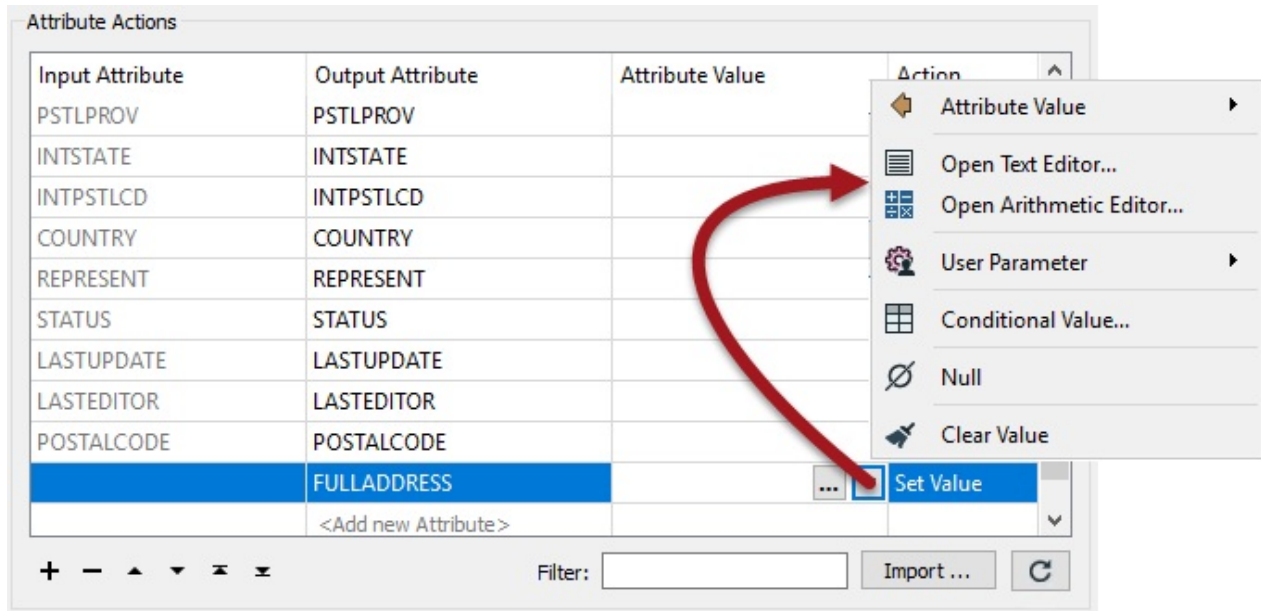 Attribute Actions
Input Attribute Output Attribute Attribute Value Action
PSTLPROV PSTLPROV
INTSTATE INTSTATE
INTPSTLCD INTPSTLCD
COUNTRY COUNTRY
REPRESENT REPRESENT
STATUS STATUS
LASTUPDATE LASTUPDATE
LASTEDITOR LASTEDITOR
POSTALCODE POSTALCODE
FULLADDRESS ... Set Value
<Add new Attribute>
Filter: Import ...
Attribute Value
Open Text Editor...
Open Arithmetic Editor...
User Parameter
Conditional Value...
Null
Clear Value